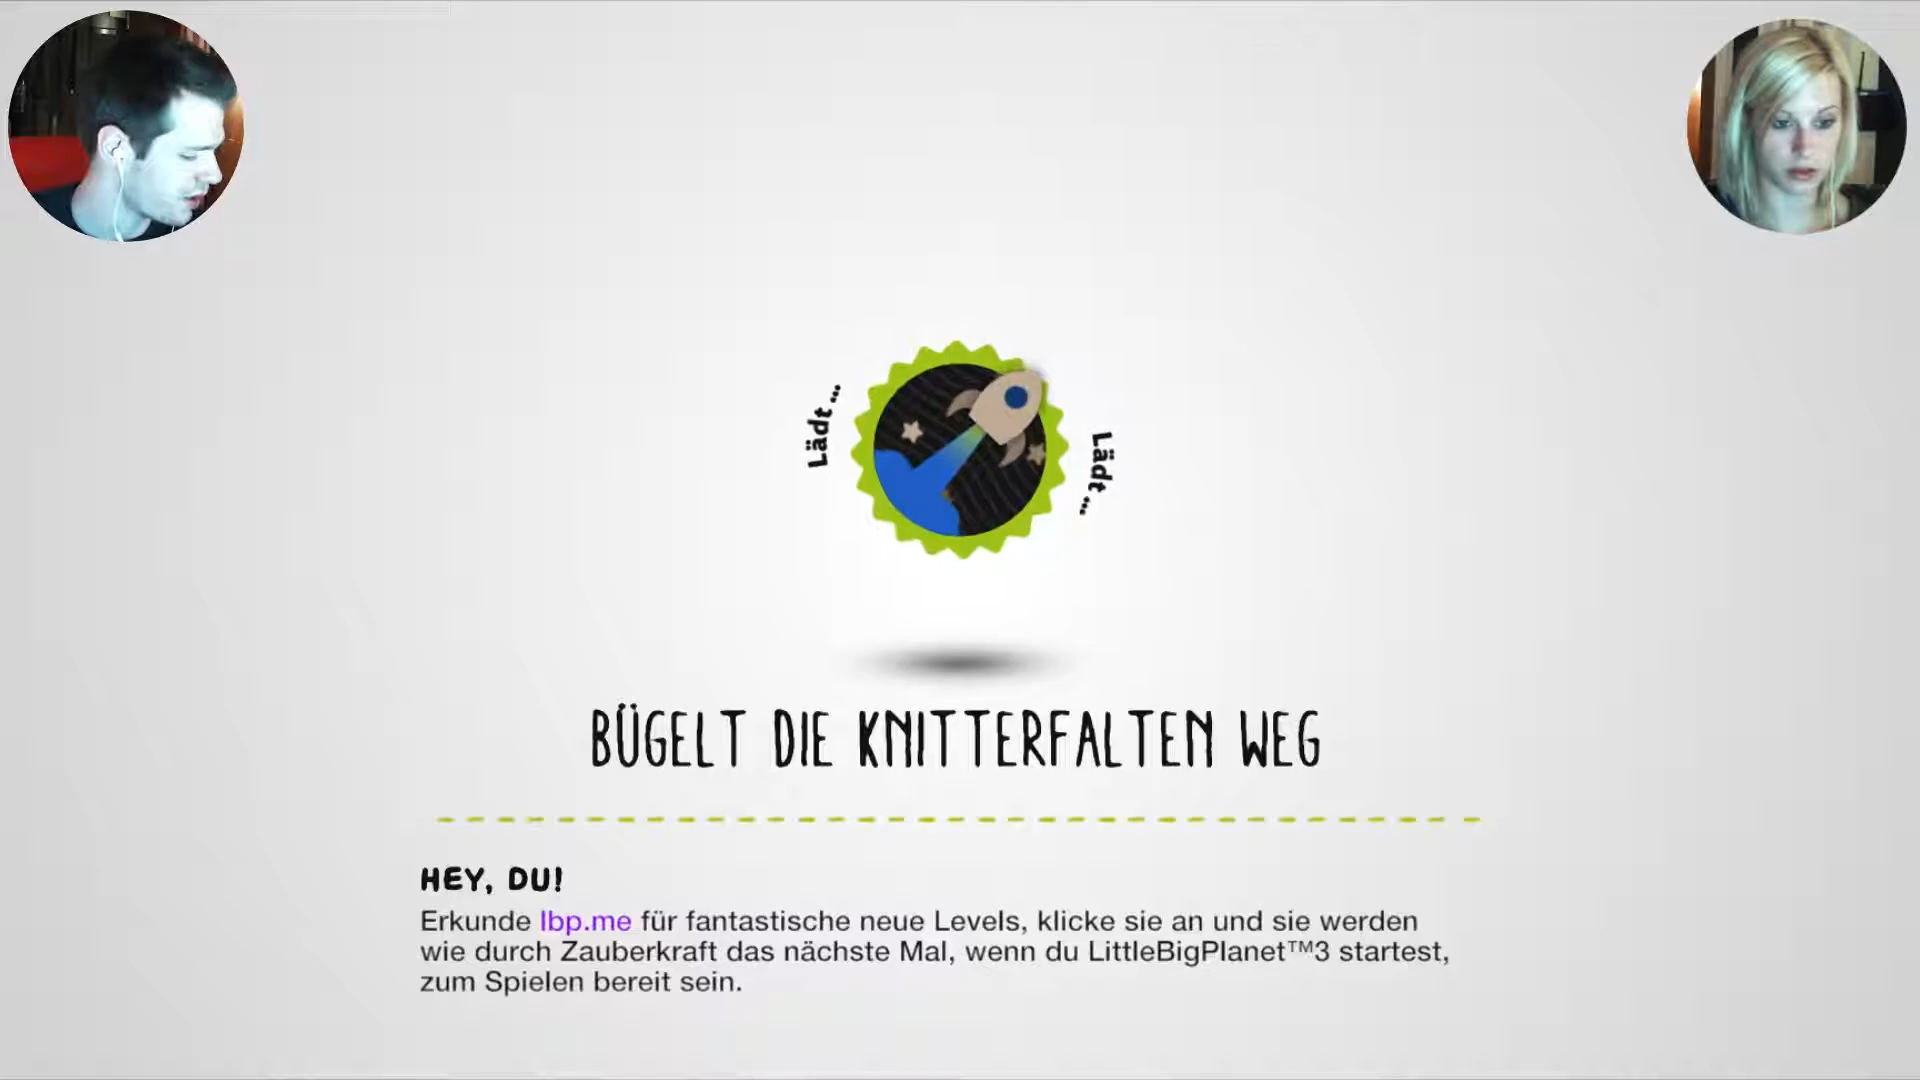 Lädt...
Lädt...
BÜGELT DIE KNITTERFALTEN WEG
HEY, DU!
Erkunde lbp.me für fantastische neue Levels, klicke sie an und sie werden
wie durch Zauberkraft das nächste Mal, wenn du LittleBigPlanet™3 startest,
zum Spielen bereit sein.